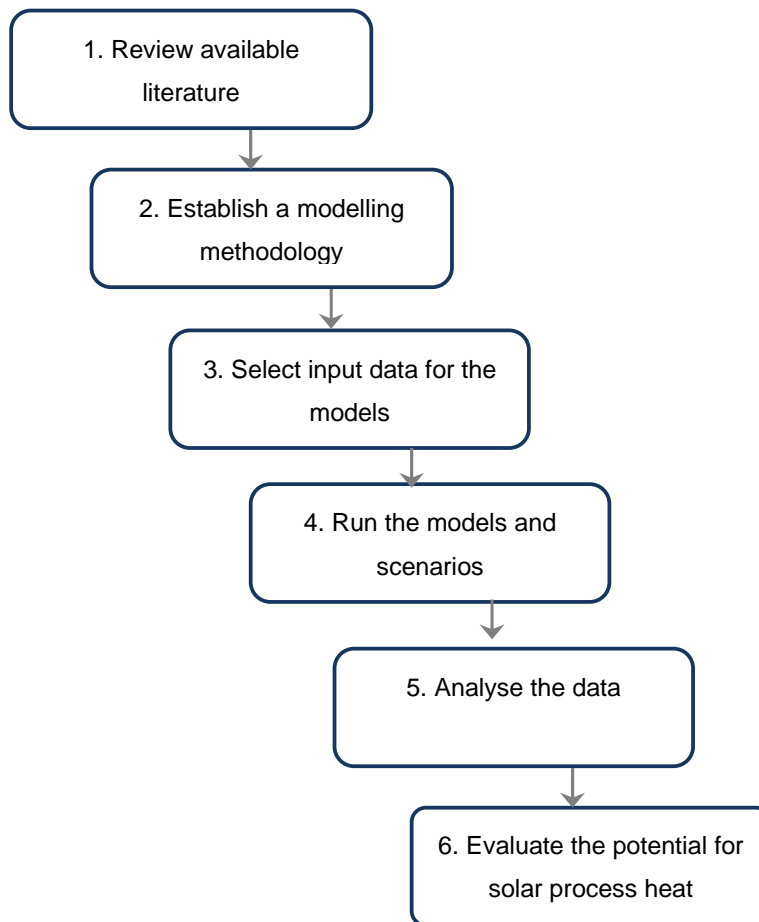 1. Review available
literature
2. Establish a modelling
methodology
3. Select input data for the
models
4. Run the models and
scenarios
5. Analyse the data
6. Evaluate the potential for
solar process heat